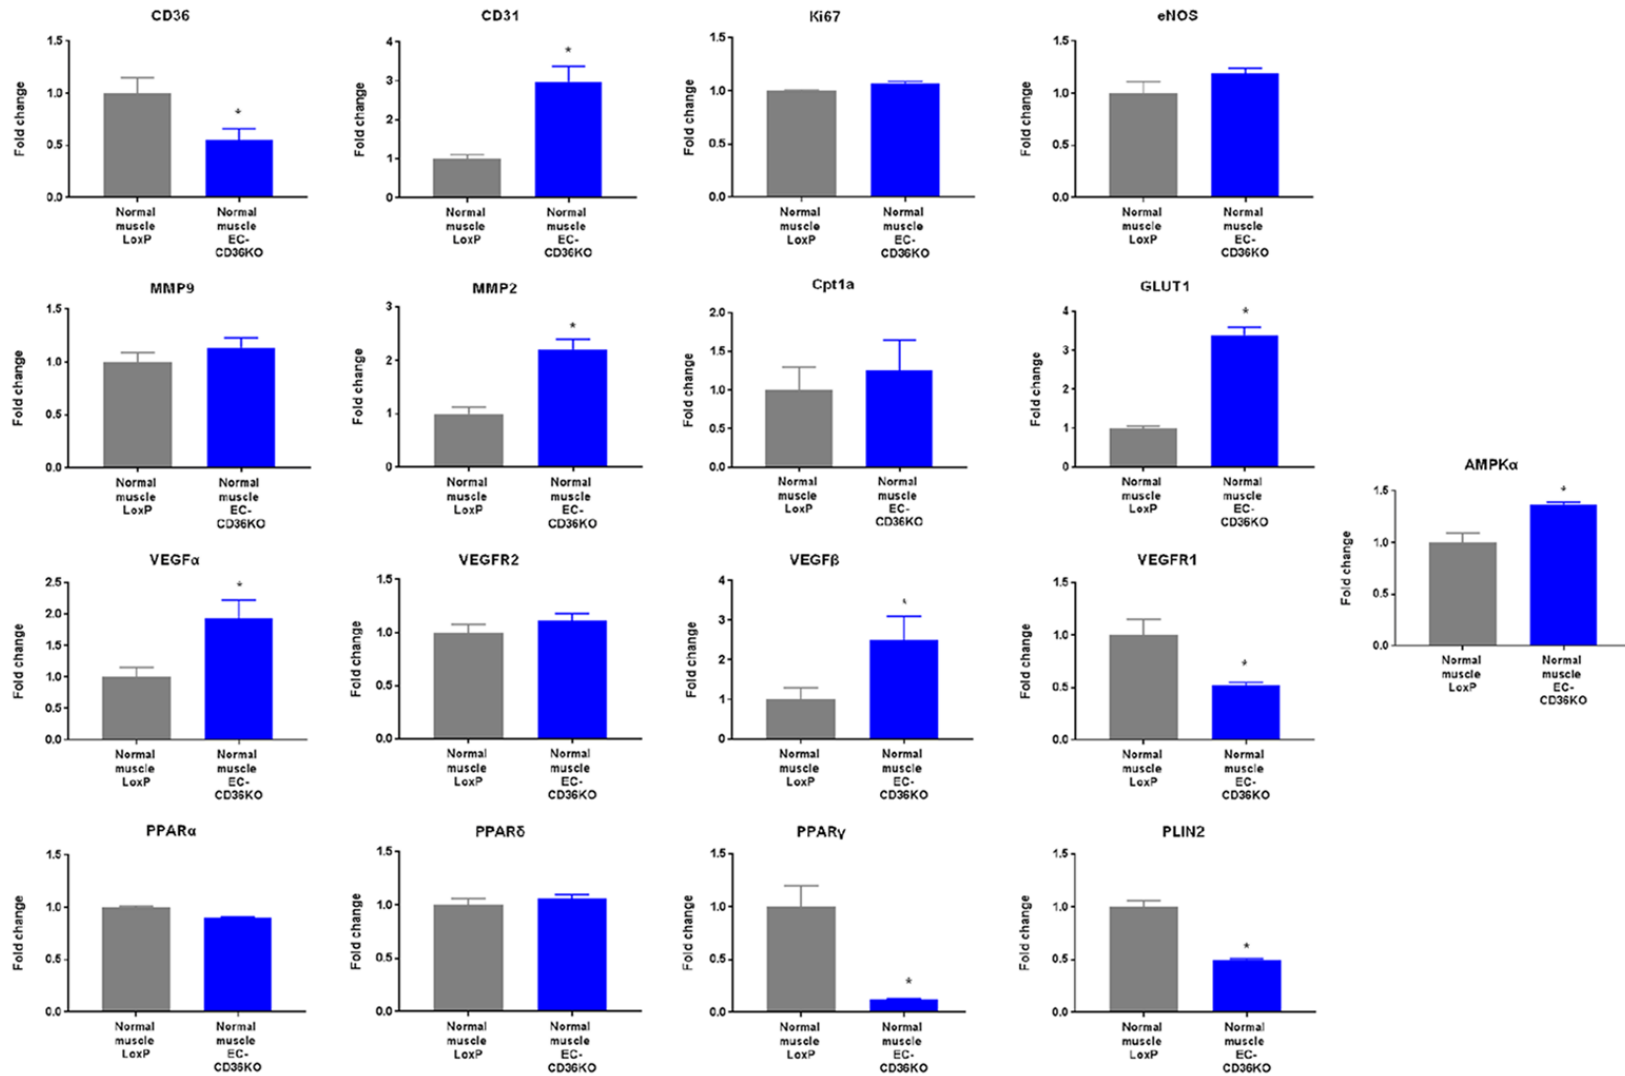 CD36
CD31
Ki67
eNOS
Fold change
1.5
1.0
0.5
0.0
Normal
muscle
LoxP
Normal
muscle
EC-
CD36KO
Fold change
4
3
2
1
0
*
*
Normal
muscle
LoxP
Normal
muscle
EC-
CD36KO
Fold change
1.5
1.0
0.5
0.0
Normal
muscle
LoxP
Normal
muscle
EC-
CD36KO
Fold change
1.5
1.0
0.5
0.0
Normal
muscle
LoxP
Normal
muscle
EC-
CD36KO
MMP9
MMP2
Cpt1a
GLUT1
Fold change
1.5
1.0
0.5
0.0
Normal
muscle
LoxP
Normal
muscle
EC-
CD36KO
Fold change
3
2
1
0
*
Normal
muscle
LoxP
Normal
muscle
EC-
CD36KO
Fold change
2.0
1.5
1.0
0.5
0.0
Normal
muscle
LoxP
Normal
muscle
EC-
CD36KO
Fold change
4
3
2
1
0
*
Normal
muscle
LoxP
Normal
muscle
EC-
CD36KO
AMPKα
Fold change
1.5
1.0
0.5
0.0
*
Normal
muscle
LoxP
Normal
muscle
EC-
CD36KO
VEGFα
VEGFR2
VEGFβ
VEGFR1
Fold change
2.5
2.0
1.5
1.0
0.5
0.0
*
Normal
muscle
LoxP
Normal
muscle
EC-
CD36KO
Fold change
1.5
1.0
0.5
0.0
Normal
muscle
LoxP
Normal
muscle
EC-
CD36KO
Fold change
4
3
2
1
0
*
Normal
muscle
LoxP
Normal
muscle
EC-
CD36KO
Fold change
1.5
1.0
0.5
0.0
*
Normal
muscle
LoxP
Normal
muscle
EC-
CD36KO
PPARα
PPARδ
PPARγ
PLIN2
Fold change
1.5
1.0
0.5
0.0
Normal
muscle
LoxP
Normal
muscle
EC-
CD36KO
Fold change
1.5
1.0
0.5
0.0
Normal
muscle
LoxP
Normal
muscle
EC-
CD36KO
Fold change
1.5
1.0
0.5
0.0
*
Normal
muscle
LoxP
Normal
muscle
EC-
CD36KO
Fold change
1.5
1.0
0.5
0.0
*
Normal
muscle
LoxP
Normal
muscle
EC-
CD36KO